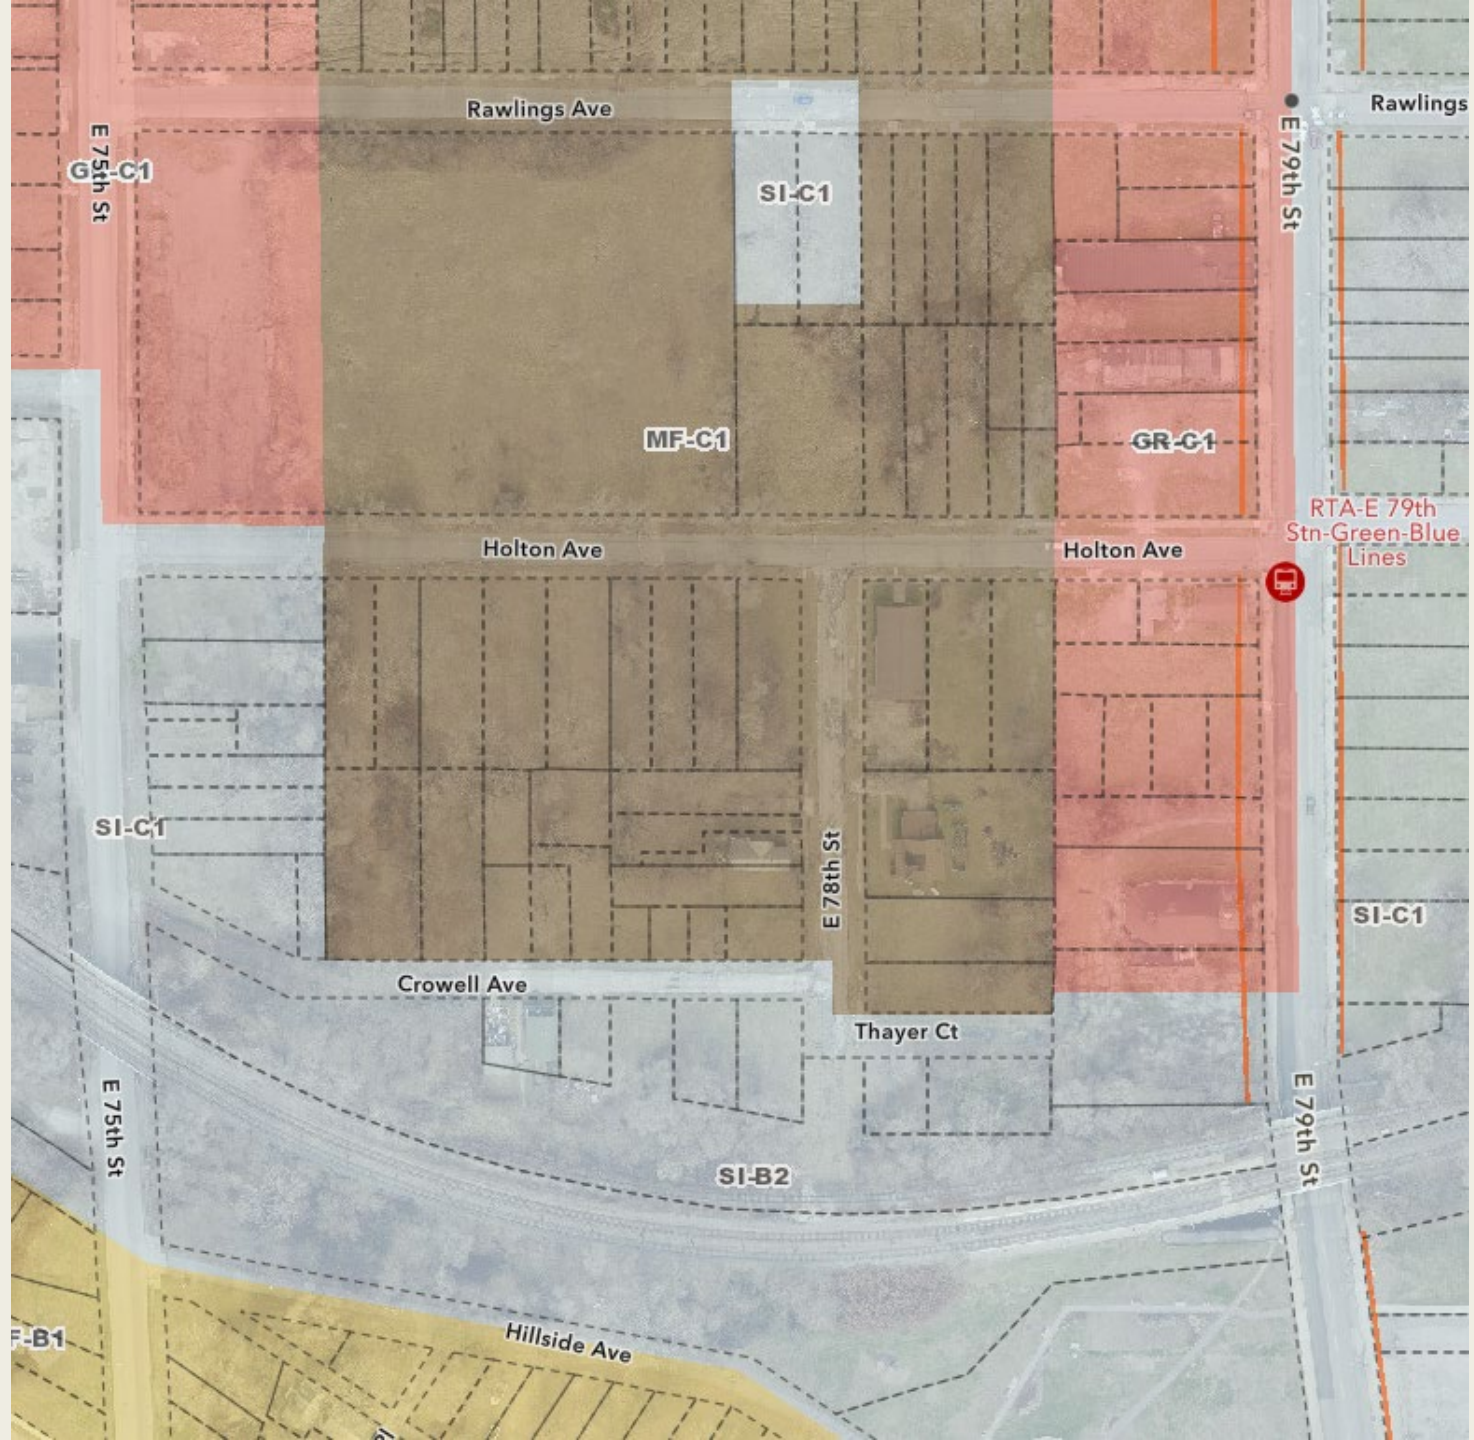 Rawlings Ave
Rawlings
E 75th St
E 79th St
SI-C1
MF-C1
GR-C1
RTA-E 79th
Stn-Green-Blue
Lines
Holton Ave
Holton Ave
SI-C1
E 78th St
SI-C1
Crowell Ave
Thayer Ct
E 75th St
E 79th St
SI-B2
F-B1
Hillside Ave